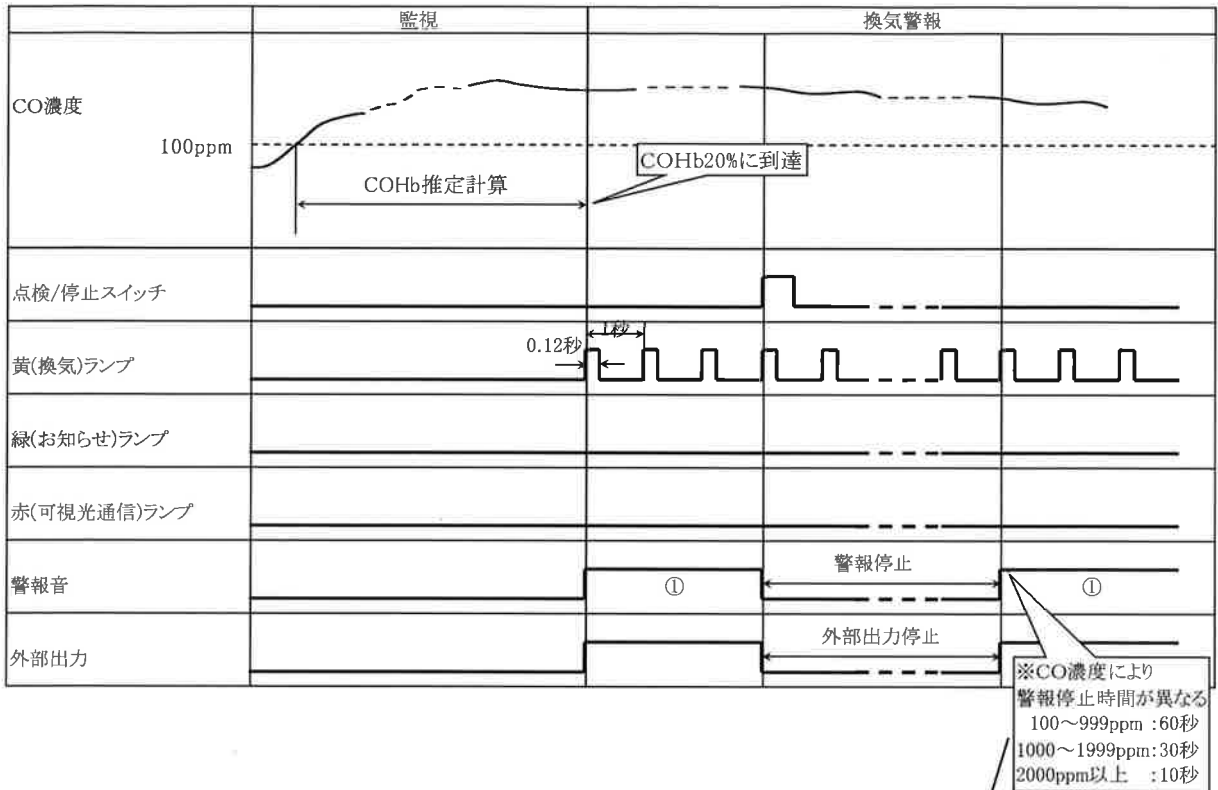 監視
換気警報
CO濃度
100ppm
COHb推定計算
COHb20%に到達
点検/停止スイッチ
黄(換気)ランプ
0.12秒
1秒
緑(お知らせ)ランプ
赤(可視光通信)ランプ
警報音
①
警報停止
①
外部出力
外部出力停止
※CO濃度により
警報停止時間が異なる
100～999ppm :60秒
1000～1999ppm:30秒
2000ppm以上 :10秒